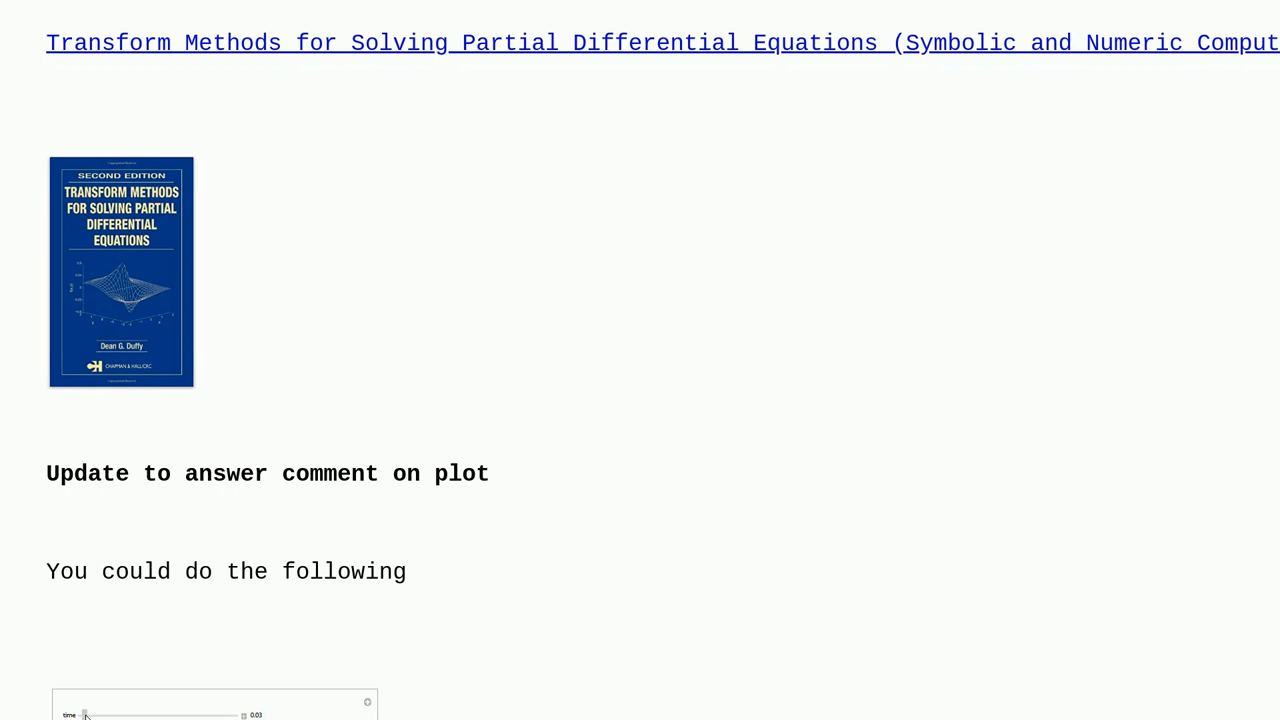 Transform Methods for Solving Partial Differential Equations (Symbolic and Numeric Comput
SECOND EDITION
TRANSFORM METHODS
FOR SOLVING PARTIAL
DIFFERENTIAL
EQUATIONS
Dean G. Duffy
CHAPMAN & HALL/CRC
Update to answer comment on plot
You could do the following
time 0.03